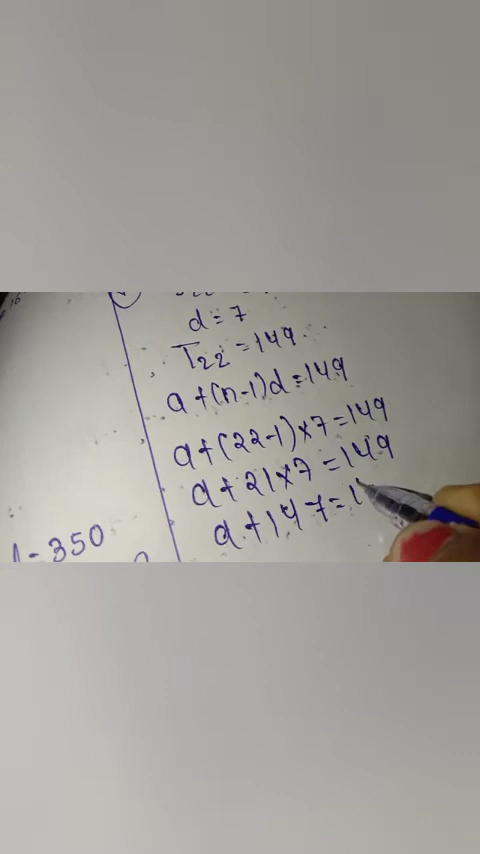 d = 7
T22 = 149
a + (n-1)d = 149
a + (22-1) × 7 = 149
a + 21 × 7 = 149
a + 147 = 1
- 350